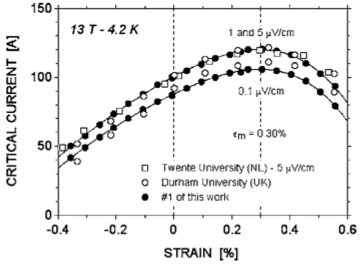 13 T - 4.2 K
1 and 5 µV/cm
0.1 µV/cm
εm = 0.30%
□ Twente University (NL) - 5 µV/cm
○ Durham University (UK)
● #1 of this work
CRITICAL CURRENT [A]
150
100
50
0
-0.4 -0.2 0 0.2 0.4 0.6
STRAIN [%]